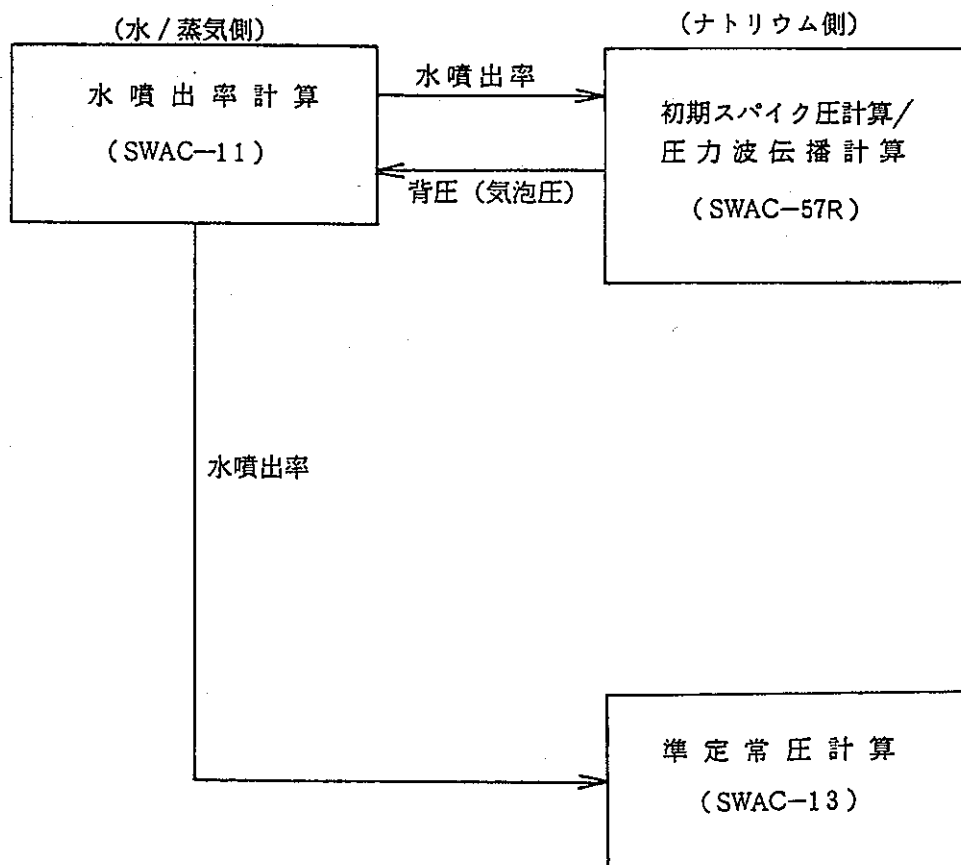 (水/蒸気側)
(ナトリウム側)
水噴出率計算
(SWAC-11)
水噴出率
背圧(気泡圧)
初期スパイク圧計算/
圧力波伝播計算
(SWAC-57R)
水噴出率
準定常圧計算
(SWAC-13)